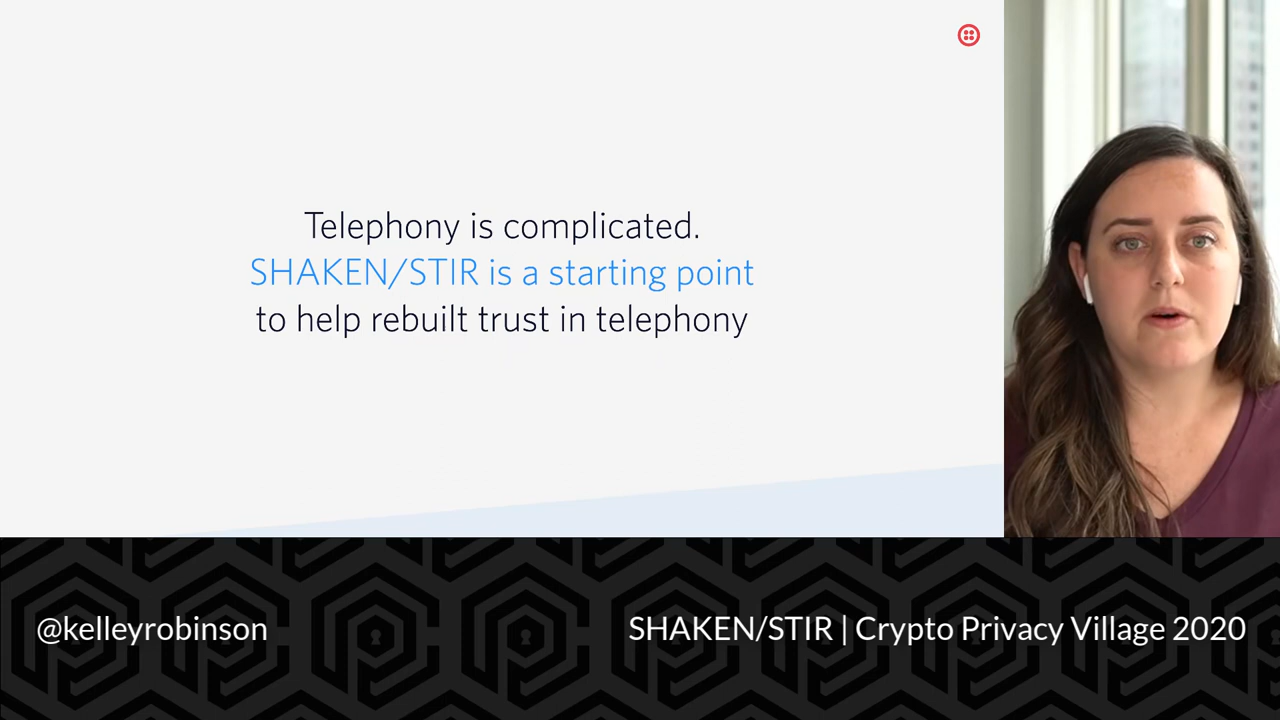 Telephony is complicated.
SHAKEN/STIR is a starting point
to help rebuilt trust in telephony
@kelleyrobinson
SHAKEN/STIR | Crypto Privacy Village 2020